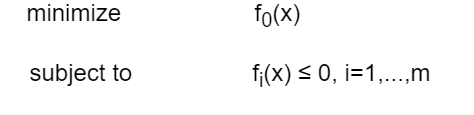 minimize f₀(x)
subject to fᵢ(x) ≤ 0, i=1,...,m